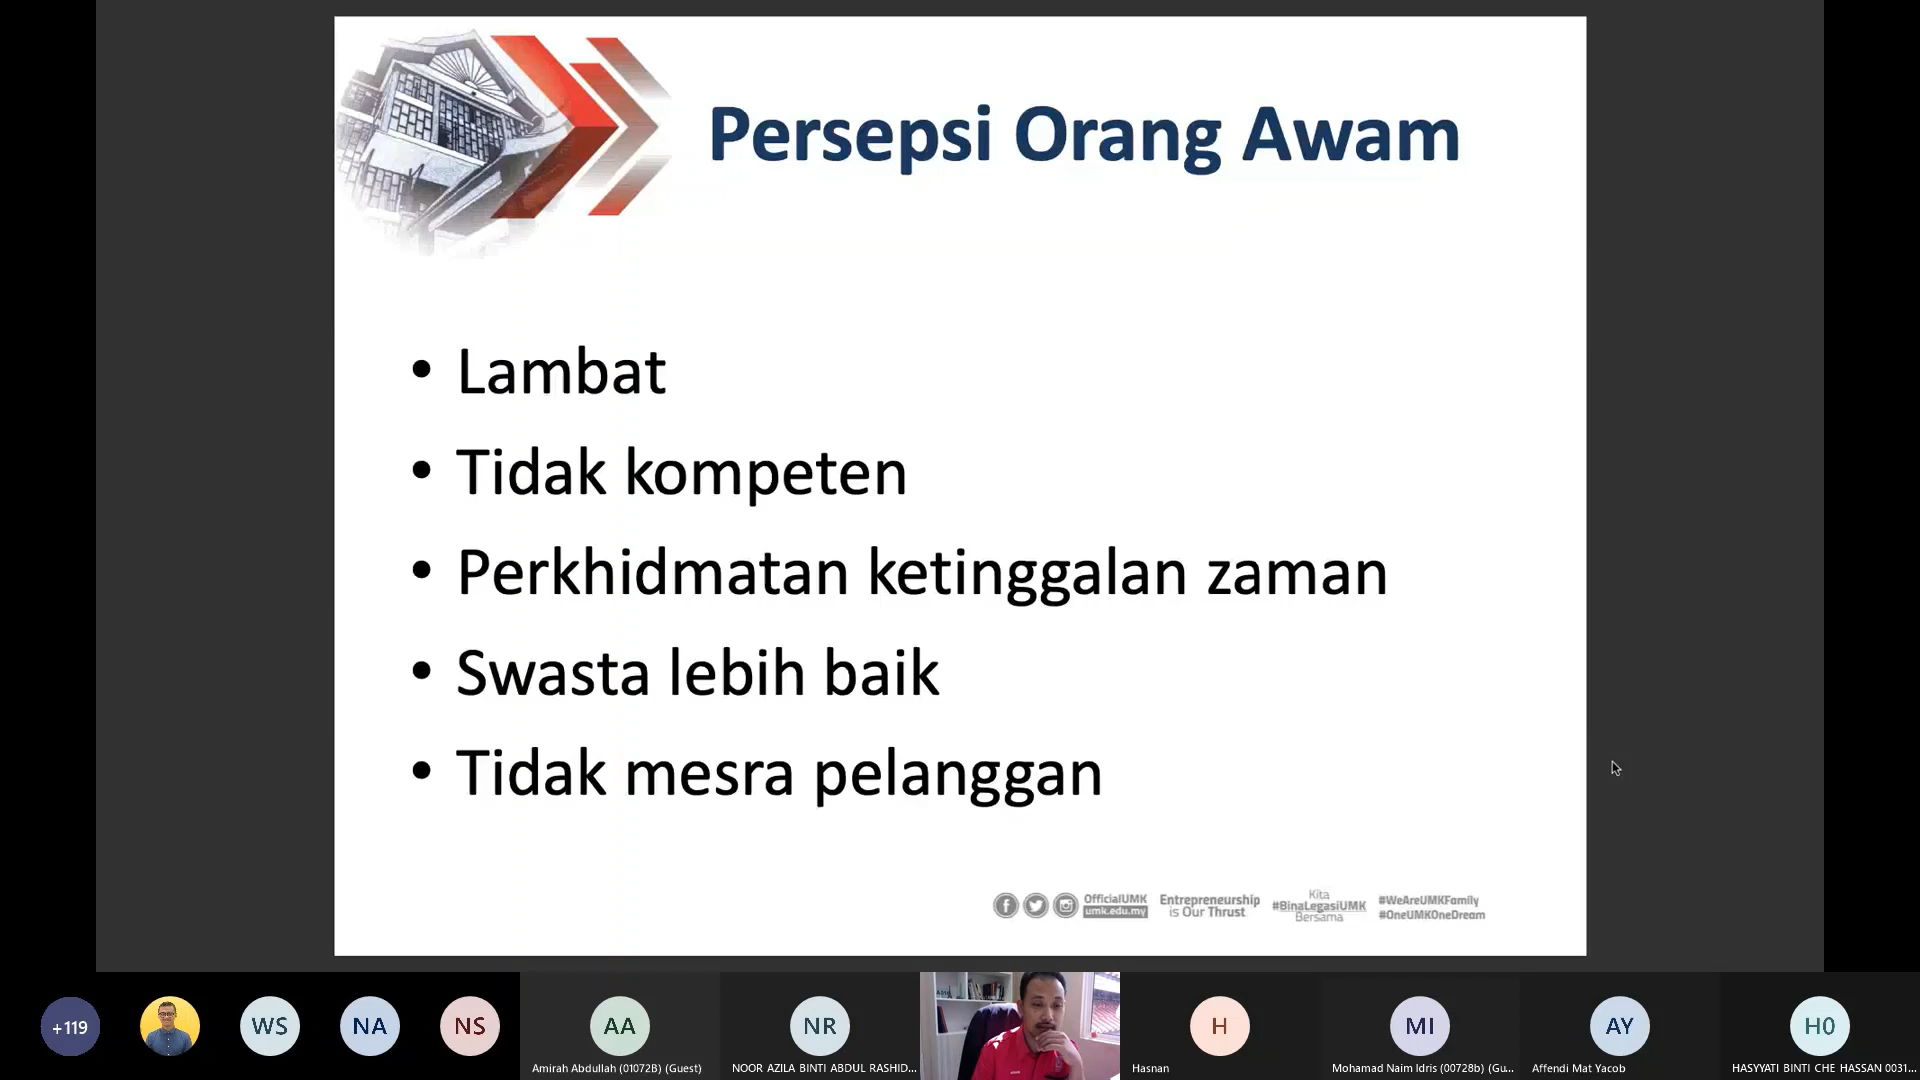 Persepsi Orang Awam
• Lambat
• Tidak kompeten
• Perkhidmatan ketinggalan zaman
• Swasta lebih baik
• Tidak mesra pelanggan
OfficialUMK
umk.edu.my
Entrepreneurship
is Our Thrust
Kita
#BinaLegasiUMK
Bersama
#WeAreUMKFamily
#OneUMKOneDream
+119
WS
NA
NS
AA
NR
H
MI
AY
H0
Amirah Abdullah (01072B) (Guest)
NOOR AZILA BINTI ABDUL RASHID...
Hasnan
Mohamad Naim Idris (00728b) (Gu...
Affendi Mat Yacob
HASYYATI BINTI CHE HASSAN 0031...